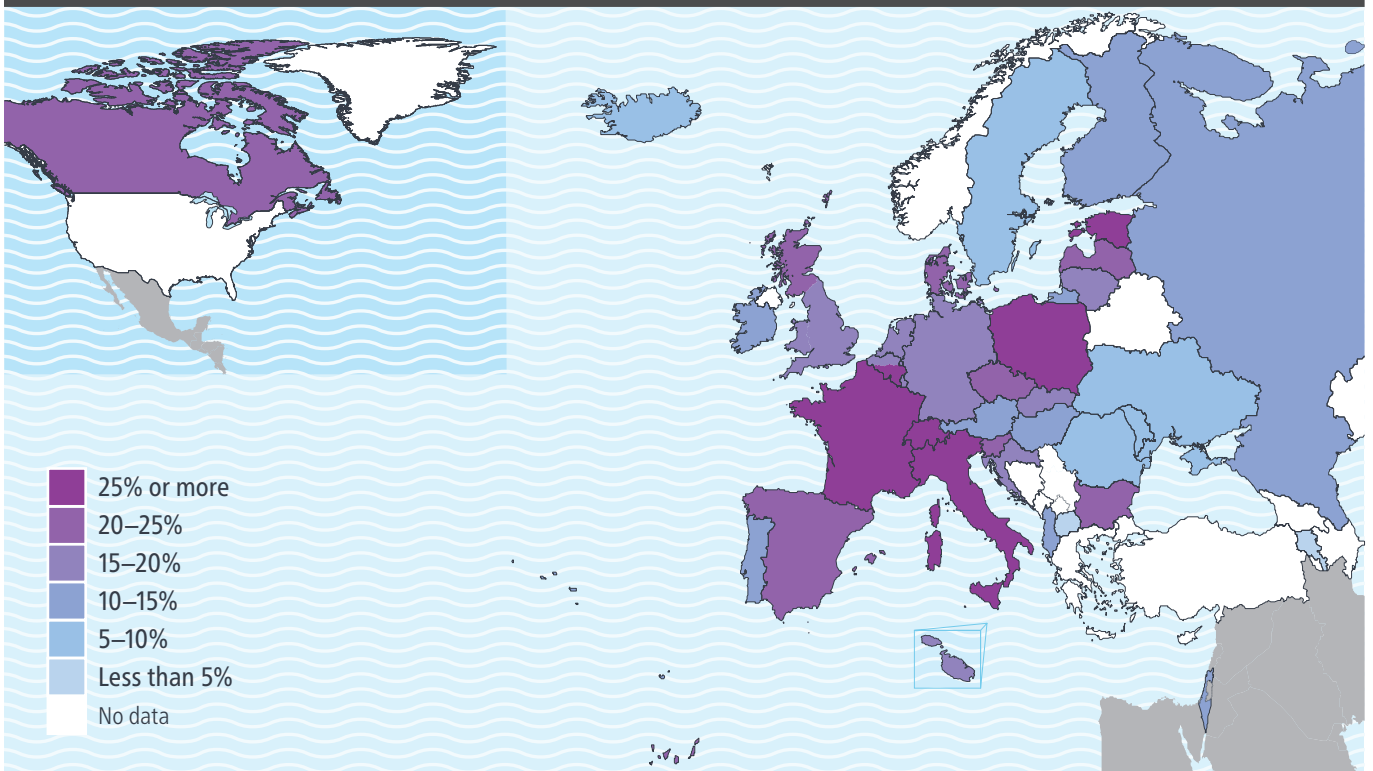 25% or more
20–25%
15–20%
10–15%
5–10%
Less than 5%
No data